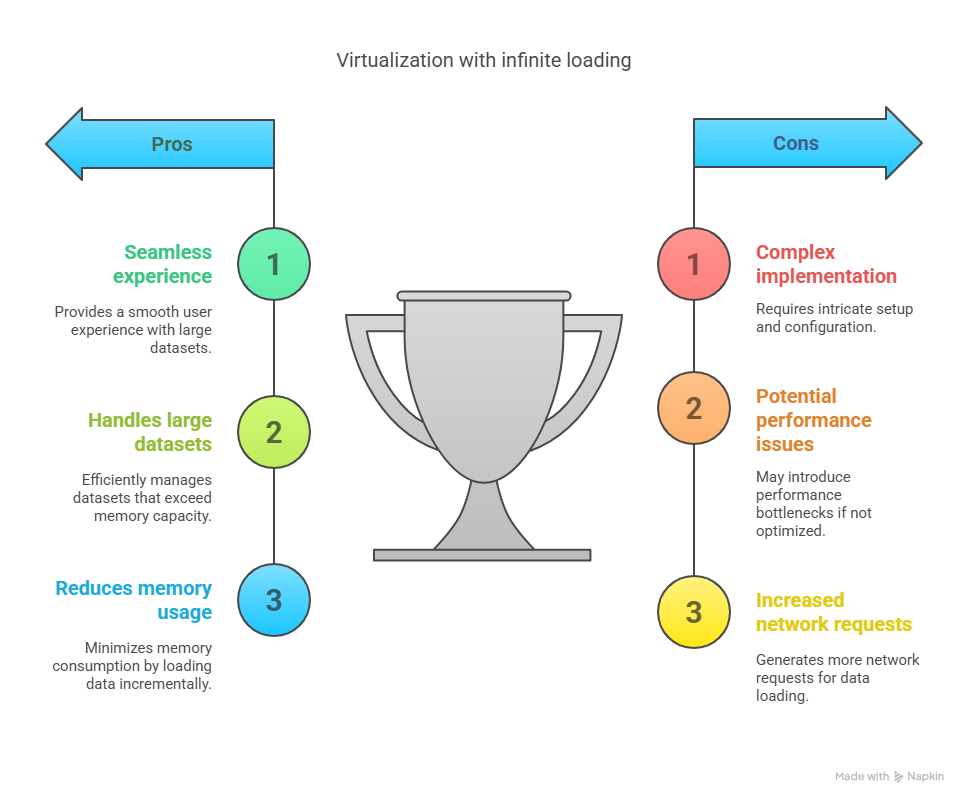 Virtualization with infinite loading
Pros
1
Seamless
experience
Provides a smooth user
experience with large
datasets.
2
Handles large
datasets
Efficiently manages
datasets that exceed
memory capacity.
3
Reduces memory
usage
Minimizes memory
consumption by loading
data incrementally.
Cons
1
Complex
implementation
Requires intricate setup
and configuration.
2
Potential
performance
issues
May introduce
performance
bottlenecks if not
optimized.
3
Increased
network requests
Generates more network
requests for data
loading.
Made with Napkin